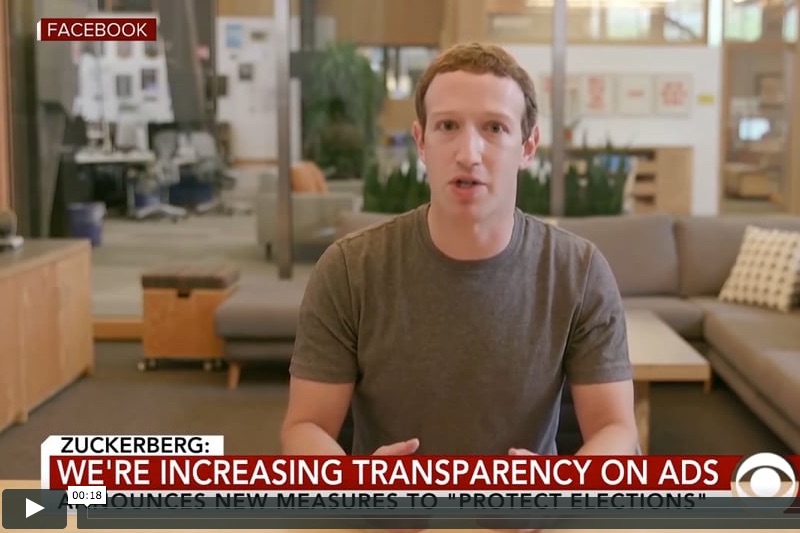 FACEBOOK
ZUCKERBERG:
WE'RE INCREASING TRANSPARENCY ON ADS
ANNOUNCES NEW MEASURES TO "PROTECT ELECTIONS"
00:18